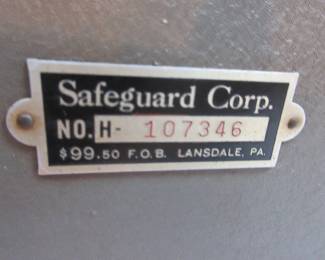 Safeguard Corp.
NO. H- 107346
$99.50 F.O.B. LANSDALE, PA.